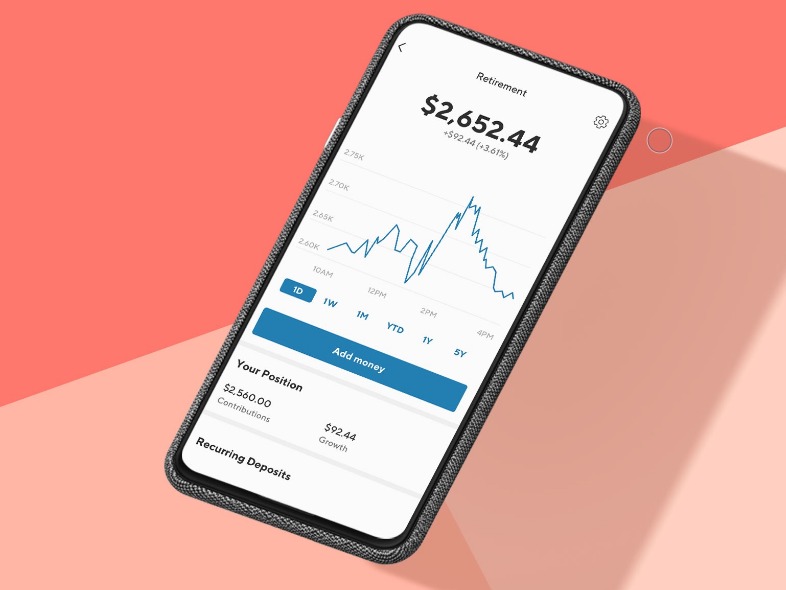 Retirement
$2,652.44
+$92.44 (+3.61%)
2.75K
2.70K
2.65K
2.60K
10AM 12PM 2PM 4PM
1D 1W 1M YTD 1Y 5Y
Add money
Your Position
$2,560.00 $92.44
Contributions Growth
Recurring Deposits